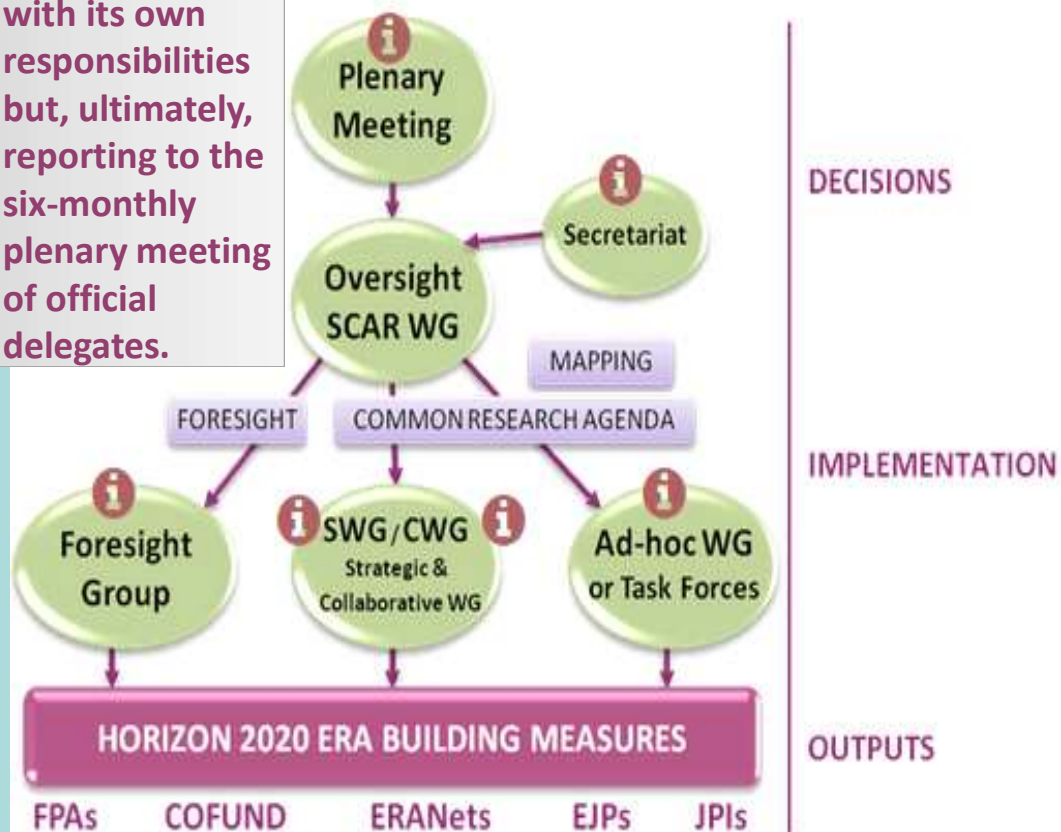 with its own
responsibilities
but, ultimately,
reporting to the
six-monthly
plenary meeting
of official
delegates.
i
Plenary
Meeting
DECISIONS
i
Secretariat
Oversight
SCAR WG
MAPPING
FORESIGHT
COMMON RESEARCH AGENDA
IMPLEMENTATION
i
Foresight
Group
i
SWG/CWG
Strategic &
Collaborative WG
i
i
Ad-hoc WG
or Task Forces
HORIZON 2020 ERA BUILDING MEASURES
OUTPUTS
FPAs COFUND ERANets EJPs JPIs